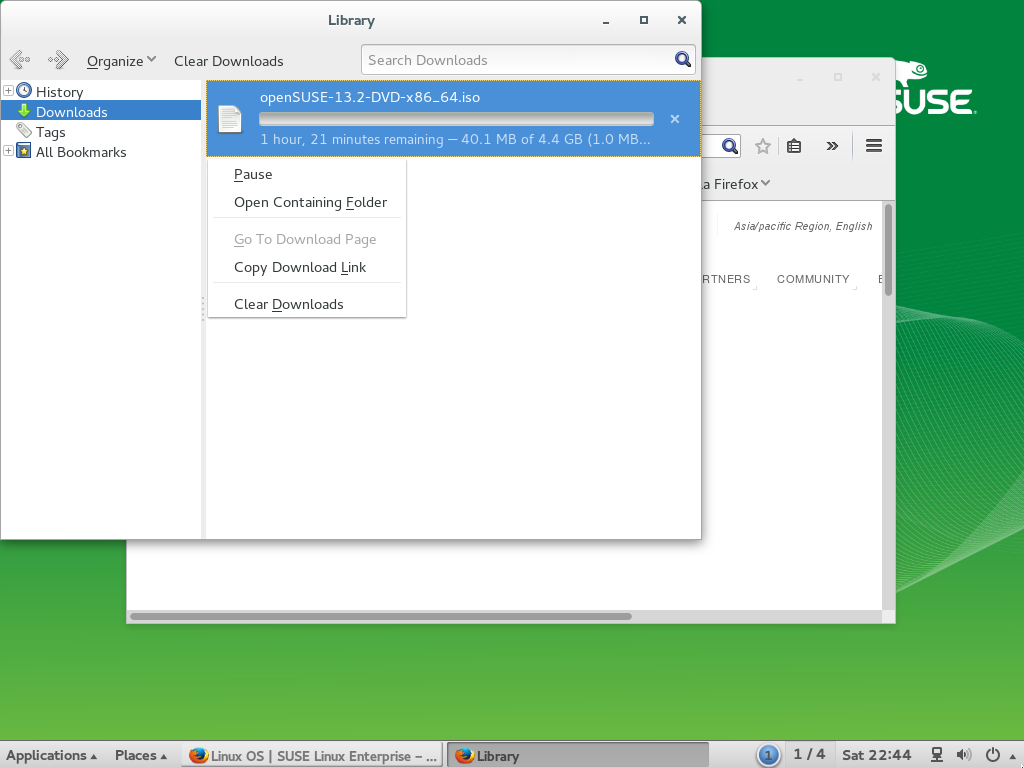 Library
Organize
Clear Downloads
Search Downloads
History
Downloads
Tags
All Bookmarks
openSUSE-13.2-DVD-x86_64.iso
1 hour, 21 minutes remaining — 40.1 MB of 4.4 GB (1.0 MB...
Pause
Open Containing Folder
Go To Download Page
Copy Download Link
Clear Downloads
SUSE
Firefox
Asia/pacific Region, English
COMMUNITY
Applications
Places
Linux OS | SUSE Linux Enterprise – ...
Library
1
1 / 4
Sat 22:44